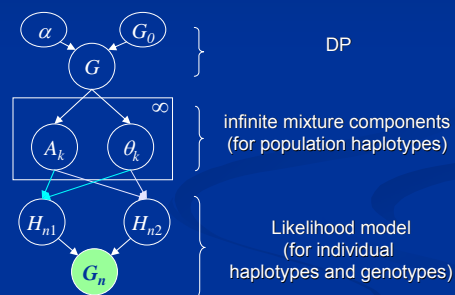 α
G₀
DP
G
∞
infinite mixture components
(for population haplotypes)
Aₖ
θₖ
Hₙ₁
Hₙ₂
Likelihood model
(for individual
haplotypes and genotypes)
Gₙ